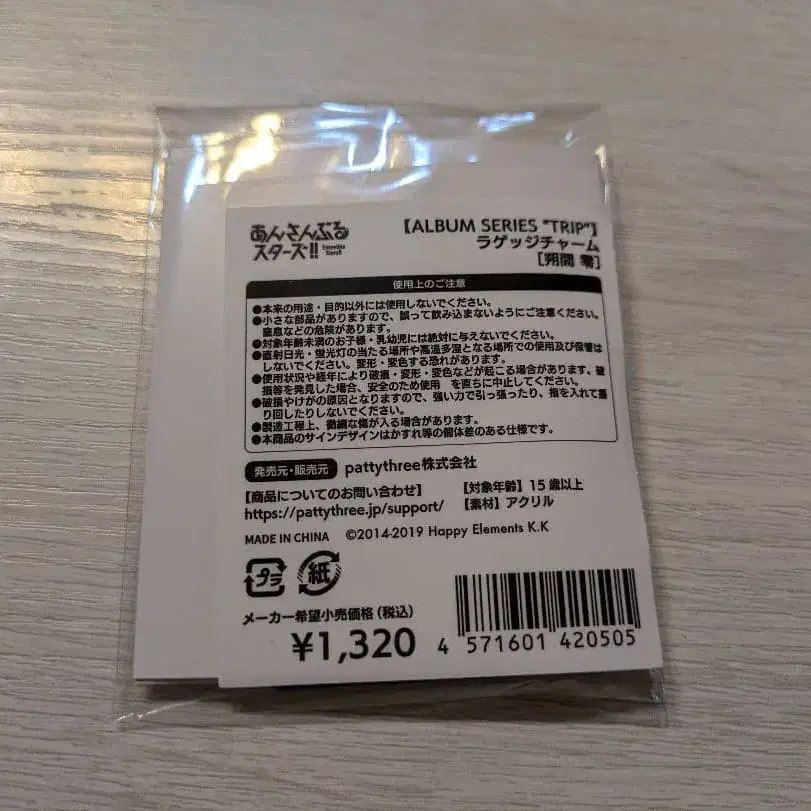 あんさんぶる
スターズ!!
Ensemble
Stars!!
【ALBUM SERIES "TRIP"】
ラゲッジチャーム
[朔間 零]
使用上のご注意
●本来の用途・目的以外には使用しないでください。
●小さな部品がありますので、誤って飲み込まないようにご注意ください。
窒息などの危険があります。
●対象年齢未満のお子様・乳幼児には絶対に与えないでください。
●直射日光・蛍光灯の当たる場所や高温多湿となる場所での使用及び保管は
しないでください。変形・変色する恐れがあります。
●使用状況や経年により破損・変形・変色などが起こる場合があります。破
損等を発見した場合、安全のため使用 を直ちに中止してください。
●破損やけがの原因となりますので、強い力で引っ張ったり、指を入れて振
り回したりしないでください。
●製造工程上、微細な傷が入る場合があります。
●本商品のサインデザインはかすれ等の個体差のある仕様です。
発売元・販売元 pattythree株式会社
【商品についてのお問い合わせ】 【対象年齢】15歳以上
https://pattythree.jp/support/ 【素材】アクリル
MADE IN CHINA ©2014-2019 Happy Elements K.K
プラ 紙
メーカー希望小売価格（税込）
¥1,320
4 571601 420505